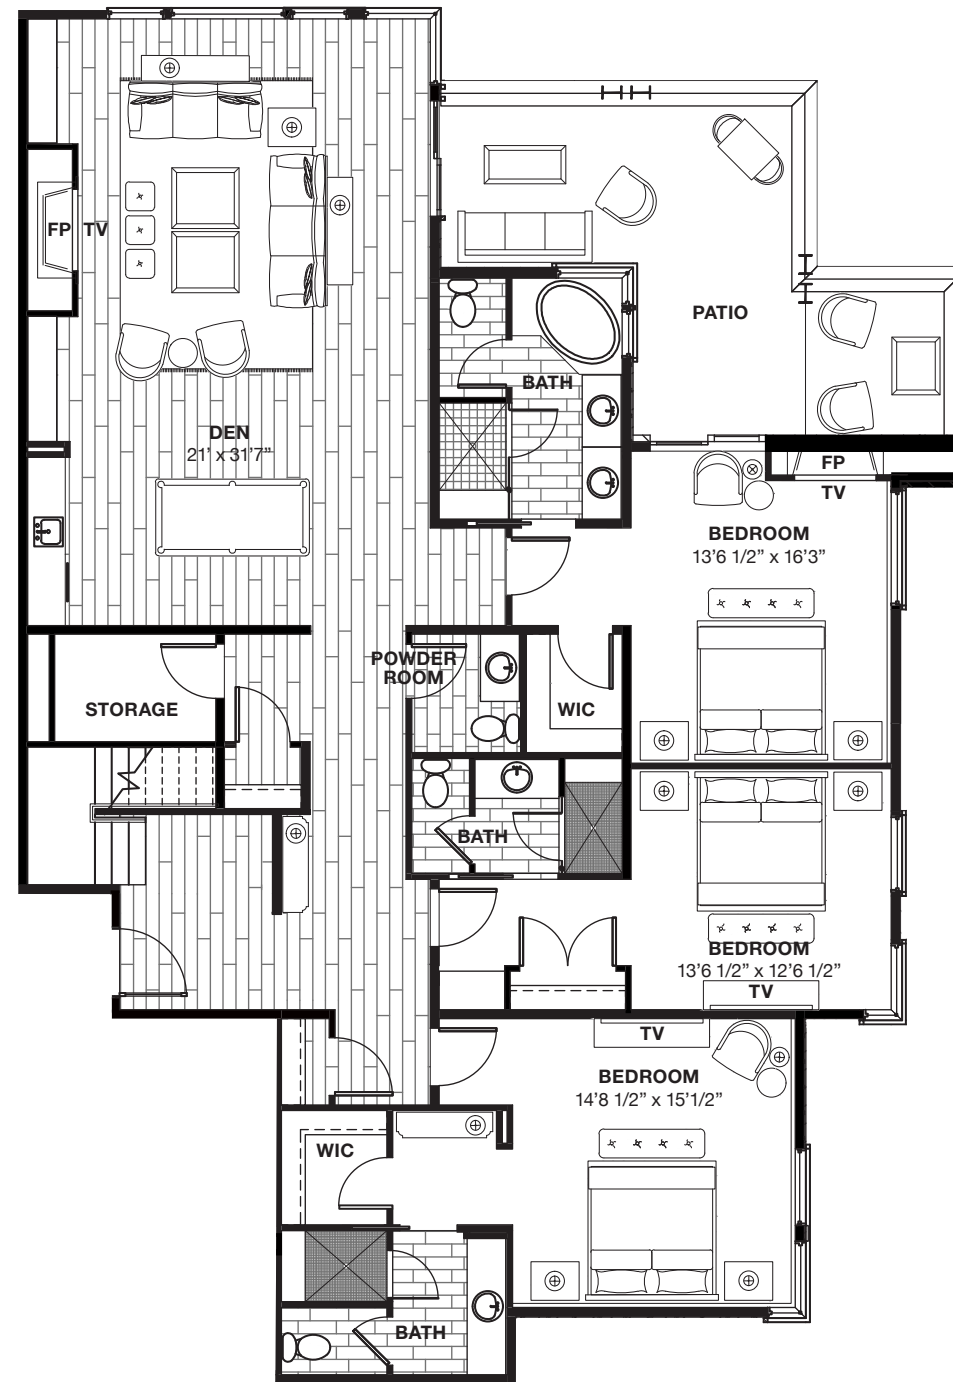 FP TV
PATIO
BATH
DEN
21' x 31'7"
FP
TV
BEDROOM
13'6 1/2" x 16'3"
POWDER
ROOM
STORAGE
WIC
BATH
BEDROOM
13'6 1/2" x 12'6 1/2"
TV
TV
BEDROOM
14'8 1/2" x 15'1/2"
WIC
BATH